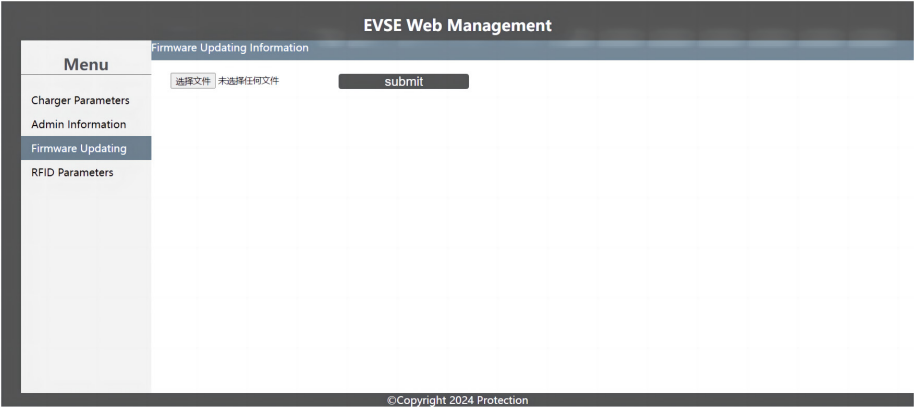 EVSE Web Management
Menu
Charger Parameters
Admin Information
Firmware Updating
RFID Parameters
Firmware Updating Information
选择文件 未选择任何文件
submit
©Copyright 2024 Protection